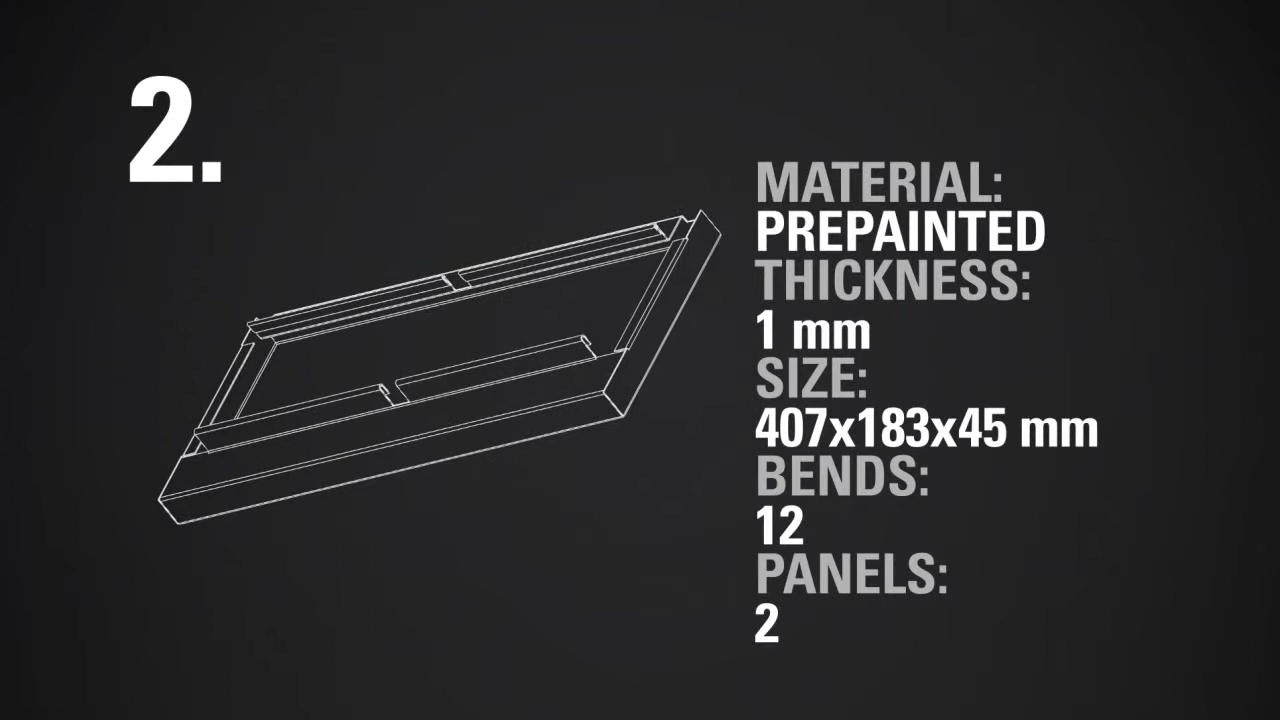 2.
MATERIAL:
PREPAINTED
THICKNESS:
1 mm
SIZE:
407x183x45 mm
BENDS:
12
PANELS:
2